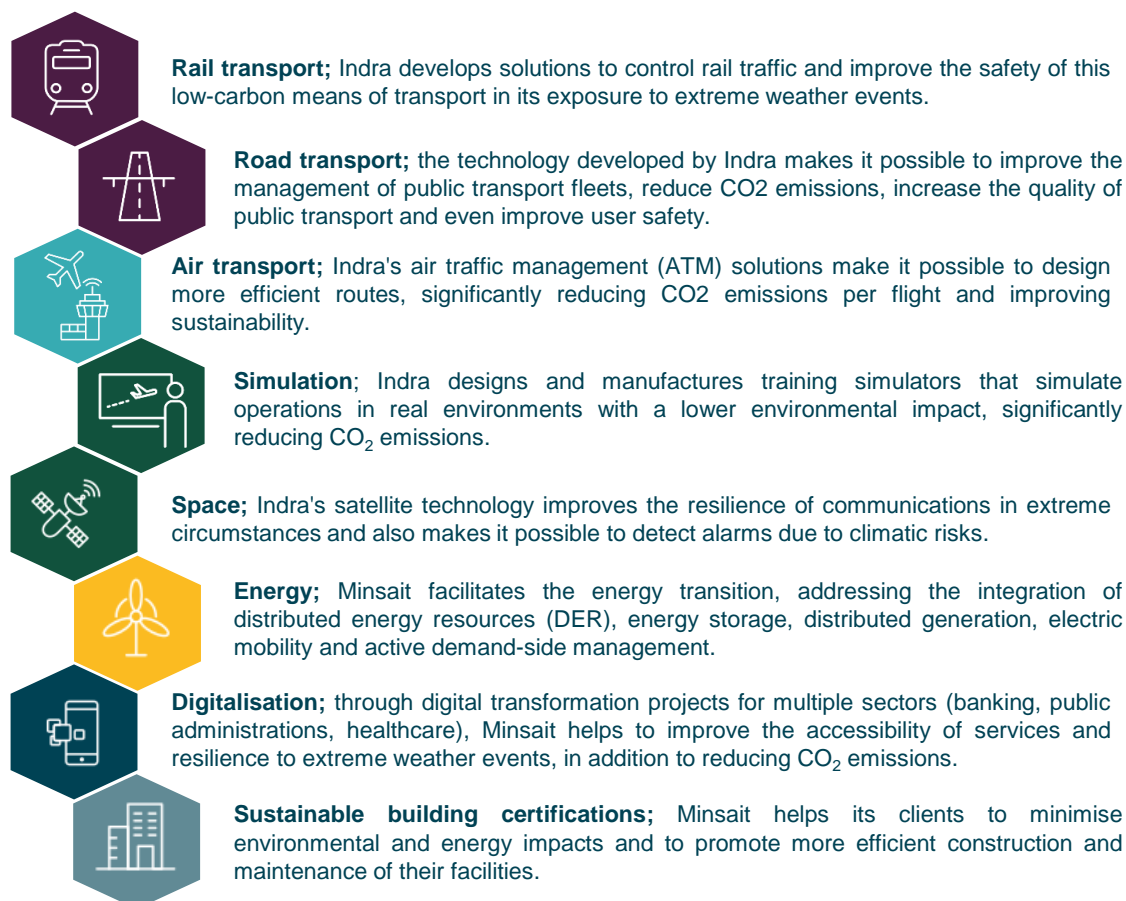 Rail transport; Indra develops solutions to control rail traffic and improve the safety of this
low-carbon means of transport in its exposure to extreme weather events.
Road transport; the technology developed by Indra makes it possible to improve the
management of public transport fleets, reduce CO2 emissions, increase the quality of
public transport and even improve user safety.
Air transport; Indra's air traffic management (ATM) solutions make it possible to design
more efficient routes, significantly reducing CO2 emissions per flight and improving
sustainability.
Simulation; Indra designs and manufactures training simulators that simulate
operations in real environments with a lower environmental impact, significantly
reducing CO₂ emissions.
Space; Indra's satellite technology improves the resilience of communications in extreme
circumstances and also makes it possible to detect alarms due to climatic risks.
Energy; Minsait facilitates the energy transition, addressing the integration of
distributed energy resources (DER), energy storage, distributed generation, electric
mobility and active demand-side management.
Digitalisation; through digital transformation projects for multiple sectors (banking, public
administrations, healthcare), Minsait helps to improve the accessibility of services and
resilience to extreme weather events, in addition to reducing CO₂ emissions.
Sustainable building certifications; Minsait helps its clients to minimise
environmental and energy impacts and to promote more efficient construction and
maintenance of their facilities.